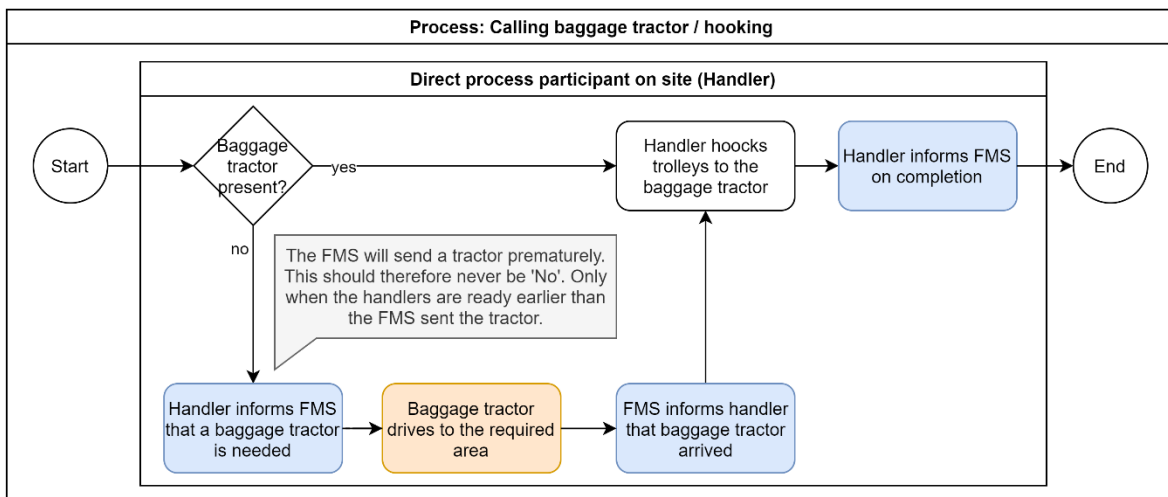 Process: Calling baggage tractor / hooking
Direct process participant on site (Handler)
Start
Baggage
tractor
present?
yes
Handler hoocks
trolleys to the
baggage tractor
Handler informs FMS
on completion
End
no
The FMS will send a tractor prematurely.
This should therefore never be 'No'. Only
when the handlers are ready earlier than
the FMS sent the tractor.
Handler informs FMS
that a baggage tractor
is needed
Baggage tractor
drives to the required
area
FMS informs handler
that baggage tractor
arrived